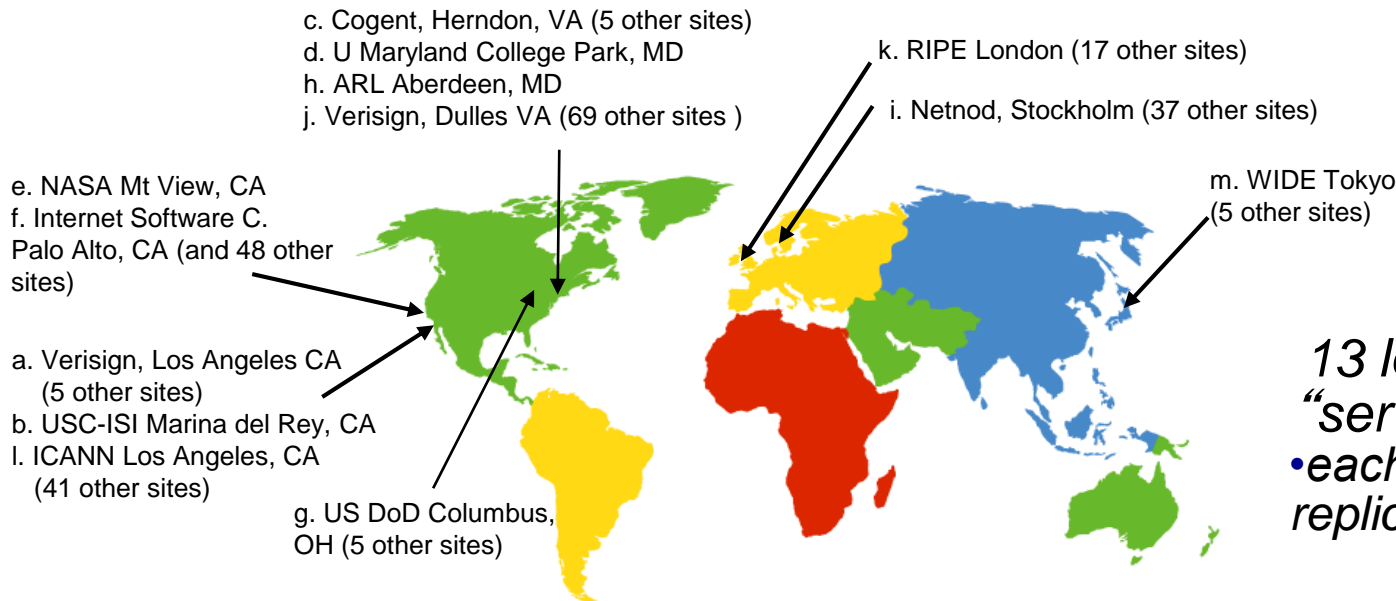 c. Cogent, Herndon, VA (5 other sites)
d. U Maryland College Park, MD
h. ARL Aberdeen, MD
j. Verisign, Dulles VA (69 other sites )
k. RIPE London (17 other sites)
i. Netnod, Stockholm (37 other sites)
m. WIDE Tokyo
(5 other sites)
e. NASA Mt View, CA
f. Internet Software C.
Palo Alto, CA (and 48 other
sites)
a. Verisign, Los Angeles CA
(5 other sites)
b. USC-ISI Marina del Rey, CA
l. ICANN Los Angeles, CA
(41 other sites)
g. US DoD Columbus,
OH (5 other sites)
13
•each